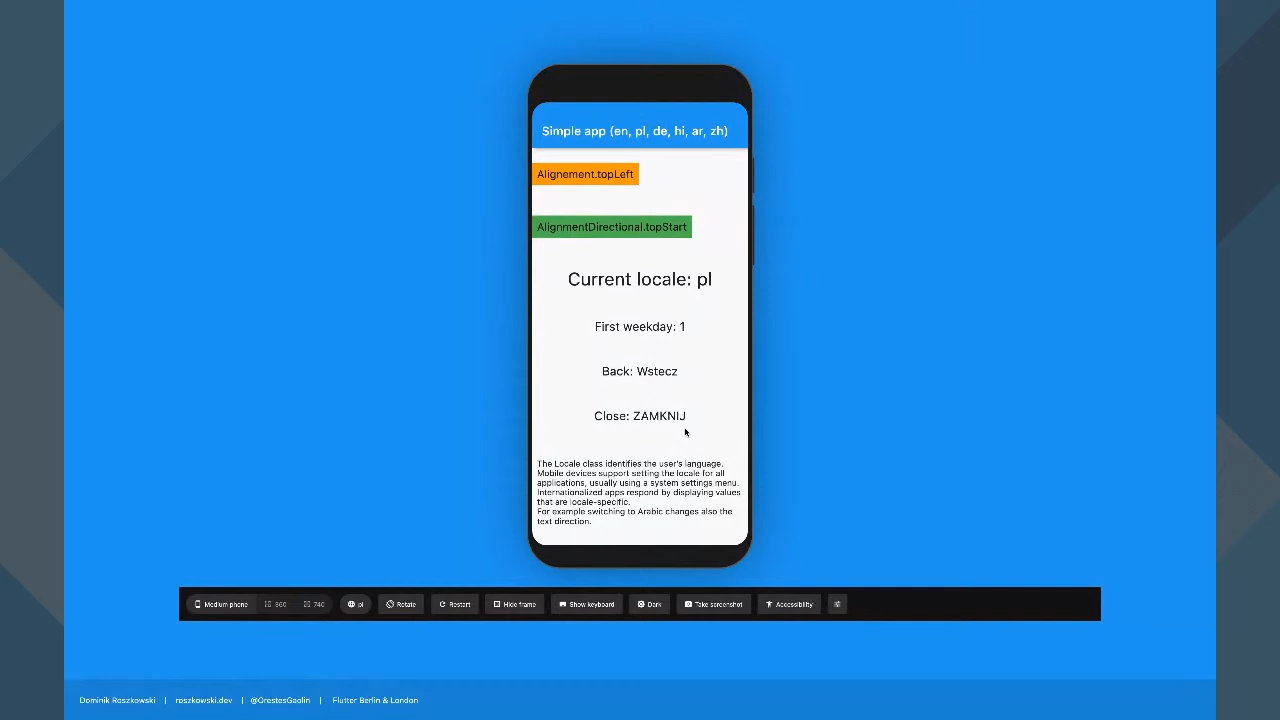 Simple app (en, pl, de, hi, ar, zh)
Alignement.topLeft
AlignmentDirectional.topStart
Current locale: pl
First weekday: 1
Back: Wstecz
Close: ZAMKNIJ
The Locale class identifies the user's language.
Mobile devices support setting the locale for all
applications, usually using a system settings menu.
Internationalized apps respond by displaying values
that are locale-specific.
For example switching to Arabic changes also the
text direction.
Medium phone 360 740 pl Rotate Restart Hide frame Show keyboard Dark Take screenshot Accessibility
Dominik Roszkowski | roszkowski.dev | @OrestesGaolin | Flutter Berlin & London